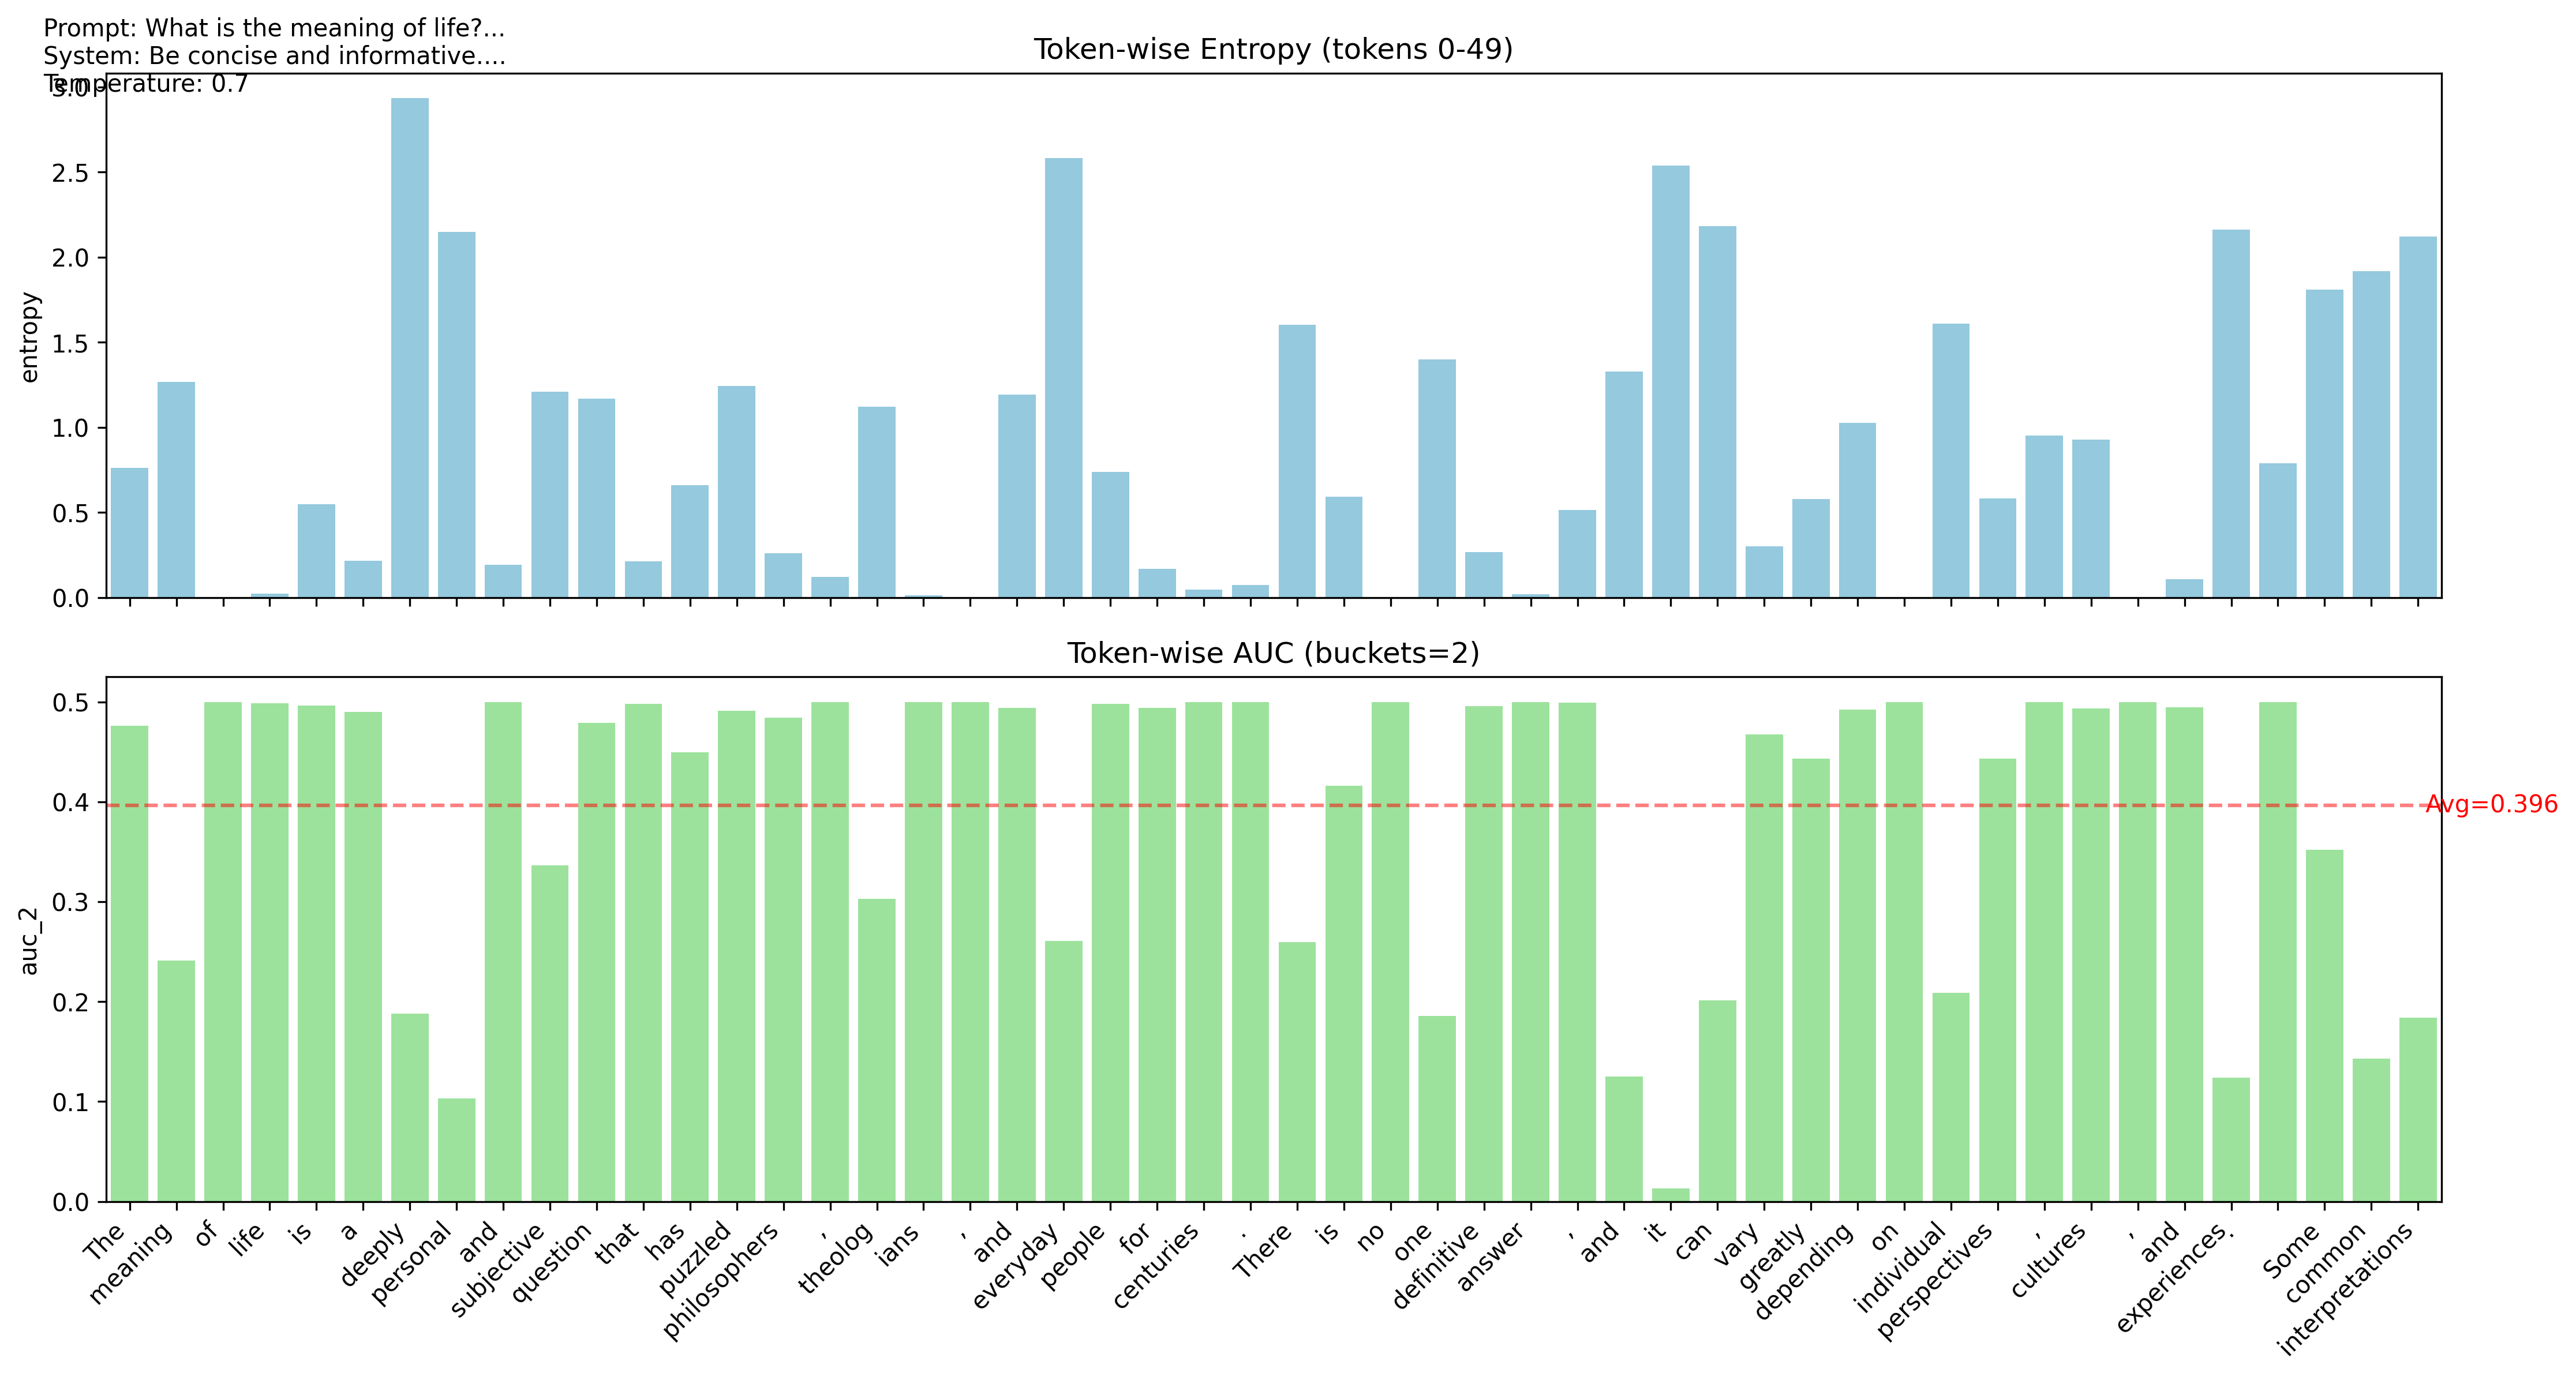 Prompt: What is the meaning of life?...
System: Be concise and informative....
Temperature: 0.7
Token-wise Entropy (tokens 0-49)
entropy
3.0
2.5
2.0
1.5
1.0
0.5
0.0
Token-wise AUC (buckets=2)
auc_2
0.5
0.4
0.3
0.2
0.1
0.0
Avg=0.396
The
meaning
of
life
is
a
deeply
personal
and
subjective
question
that
has
puzzled
philosophers
,
theolog
ians
,
and
everyday
people
for
centuries
.
There
is
no
one
definitive
answer
,
and
it
can
vary
greatly
depending
on
individual
perspectives
,
cultures
,
and
experiences
.
Some
common
interpretations